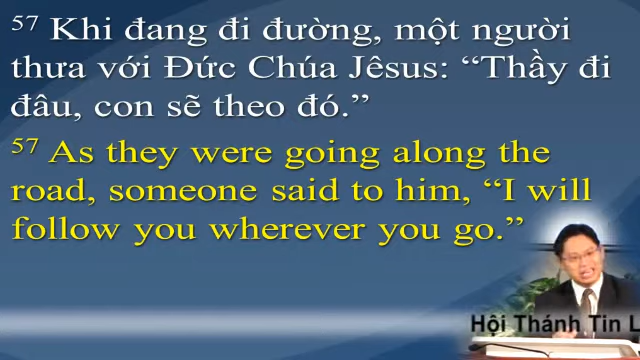 57 Khi đang đi đường, một người
thưa với Đức Chúa Jêsus: “Thầy đi
đâu, con sẽ theo đó.”
57 As they were going along the
road, someone said to him, “I will
follow you wherever you go.”
Hội Thánh Tin L